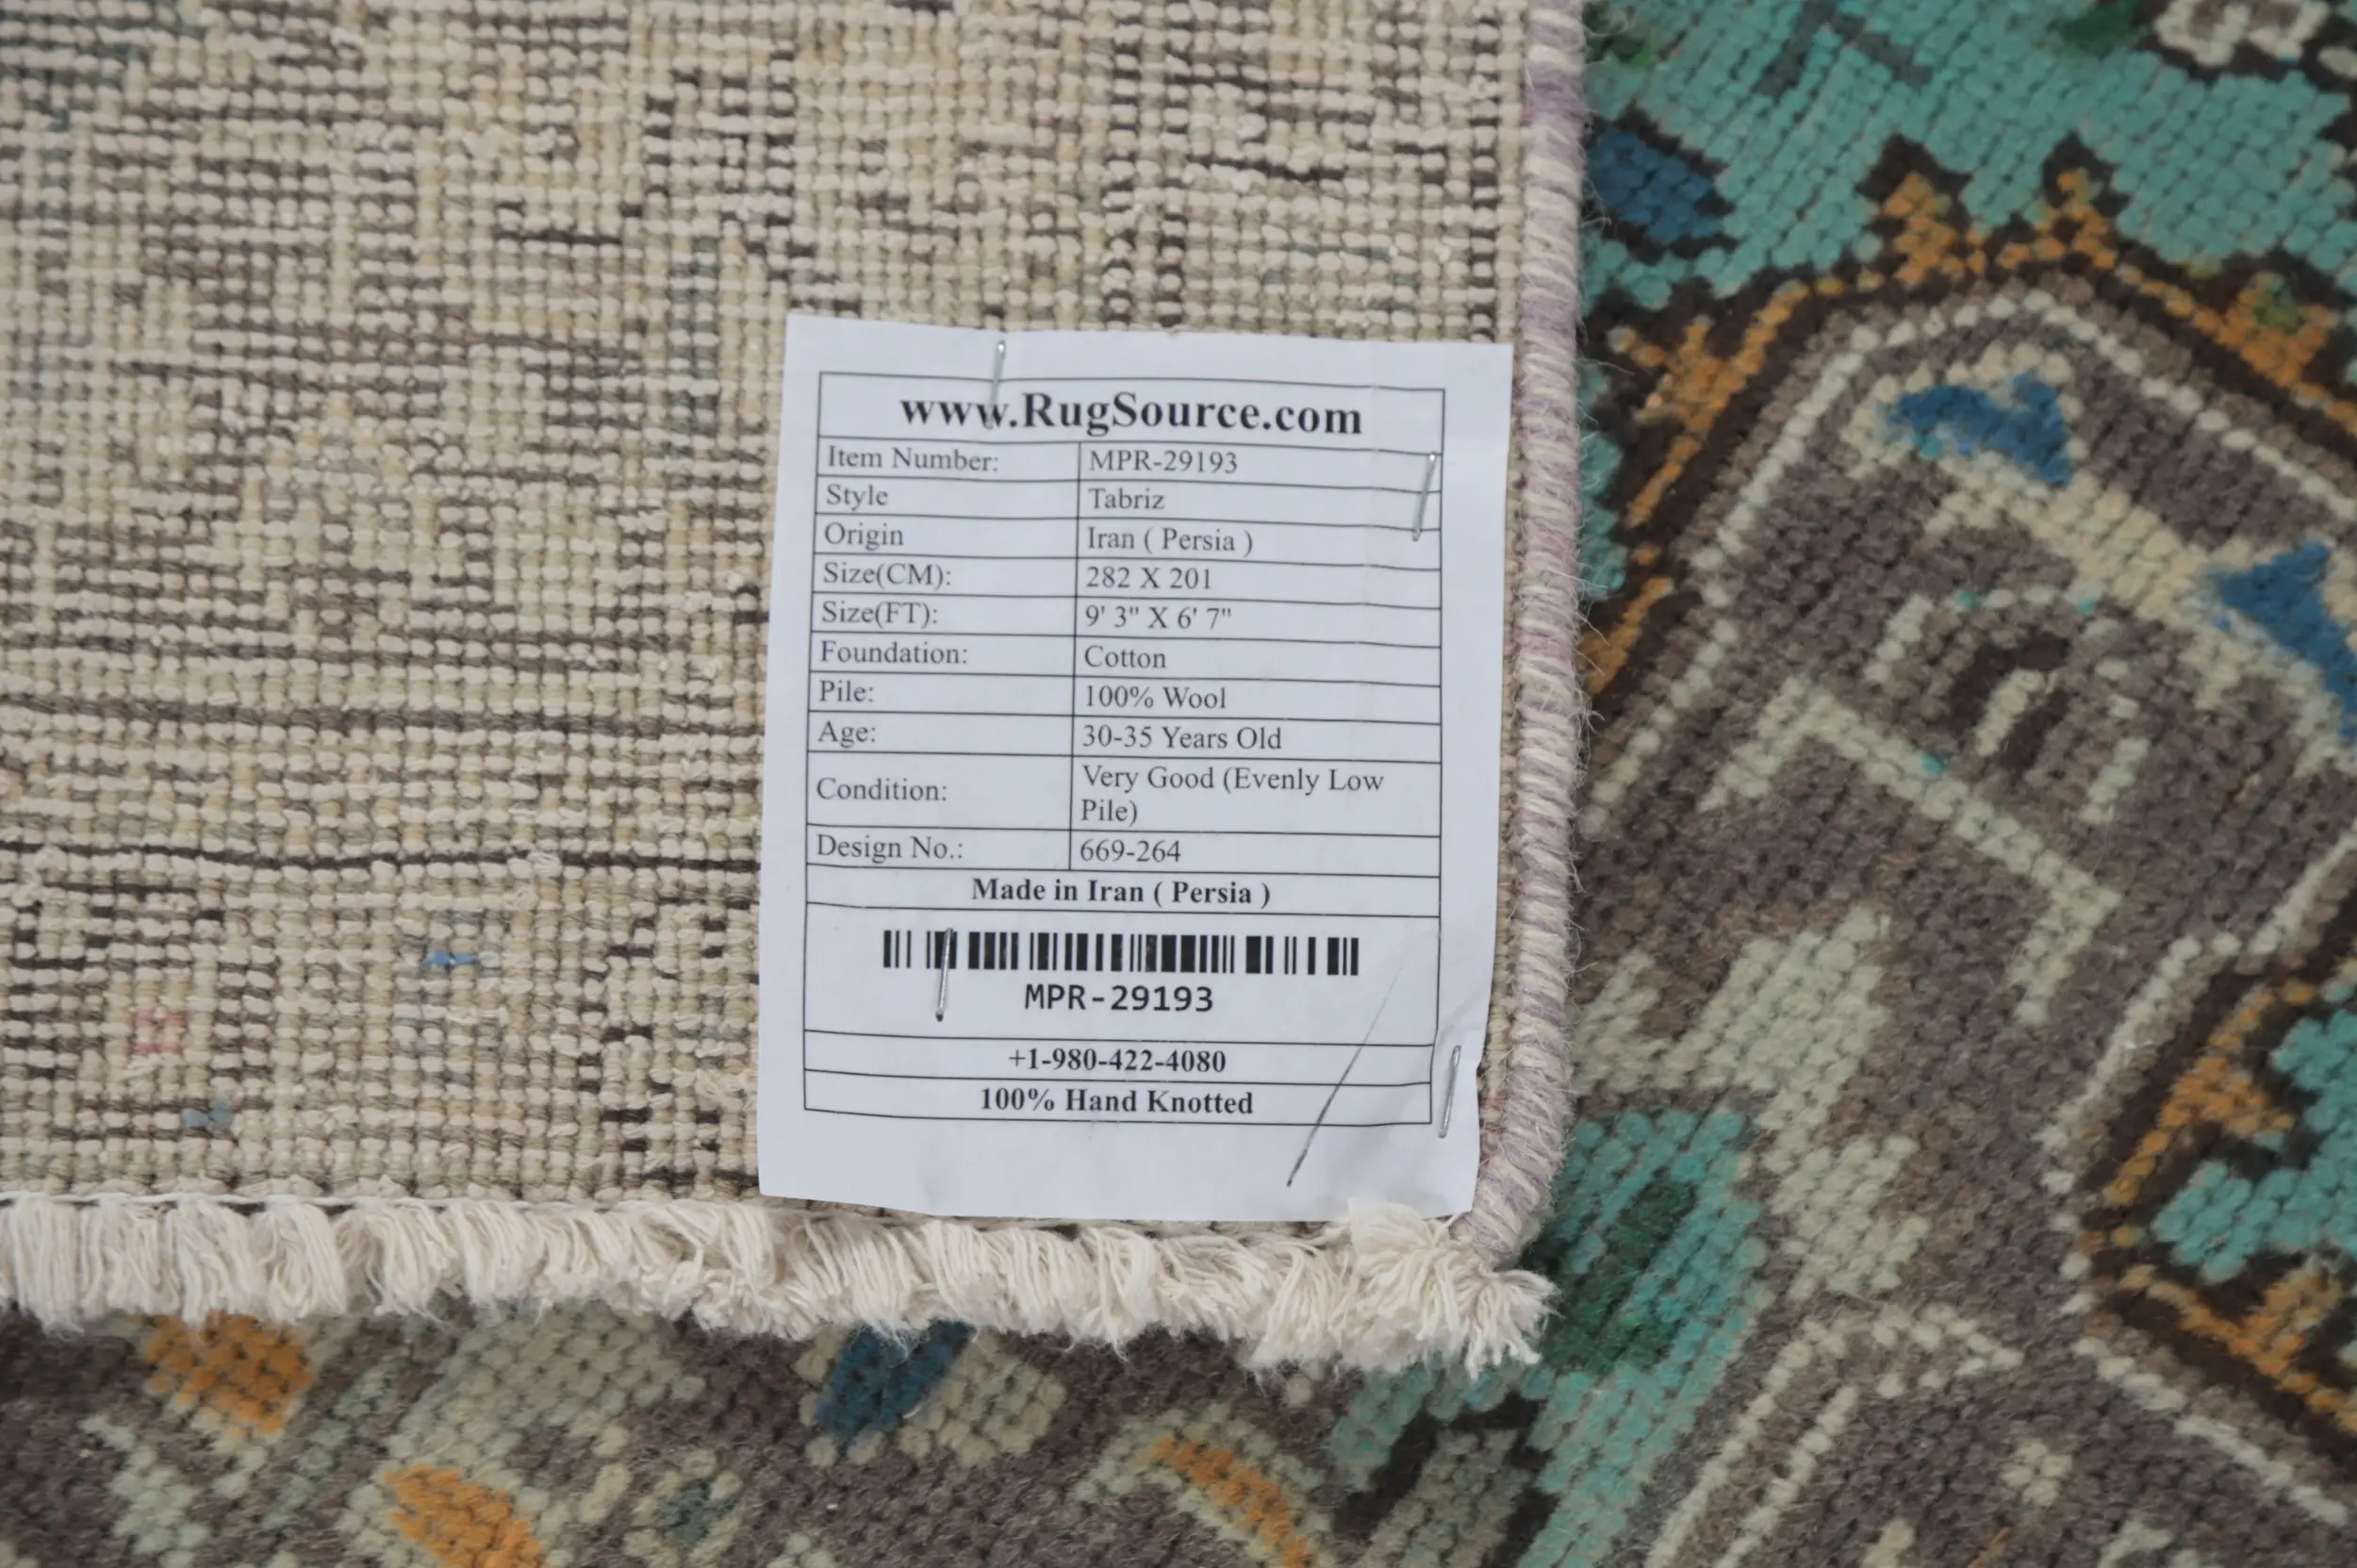 www.RugSource.com
Item Number: MPR-29193
Style Tabriz
Origin Iran ( Persia )
Size(CM): 282 X 201
Size(FT): 9' 3" X 6' 7"
Foundation: Cotton
Pile: 100% Wool
Age: 30-35 Years Old
Condition: Very Good (Evenly Low
Pile)
Design No.: 669-264
Made in Iran ( Persia )
MPR-29193
+1-980-422-4080
100% Hand Knotted